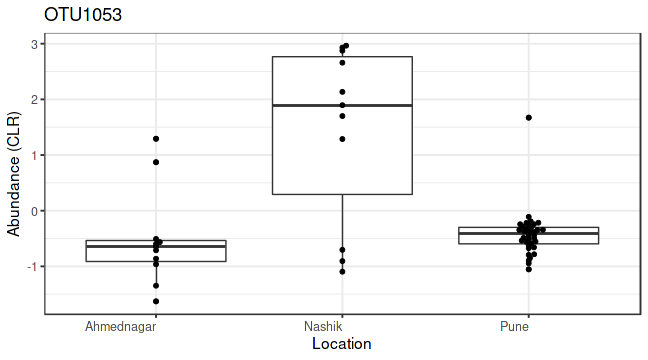 OTU1053
3
2
1
0
-1
Abundance (CLR)
Ahmednagar
Nashik
Pune
Location